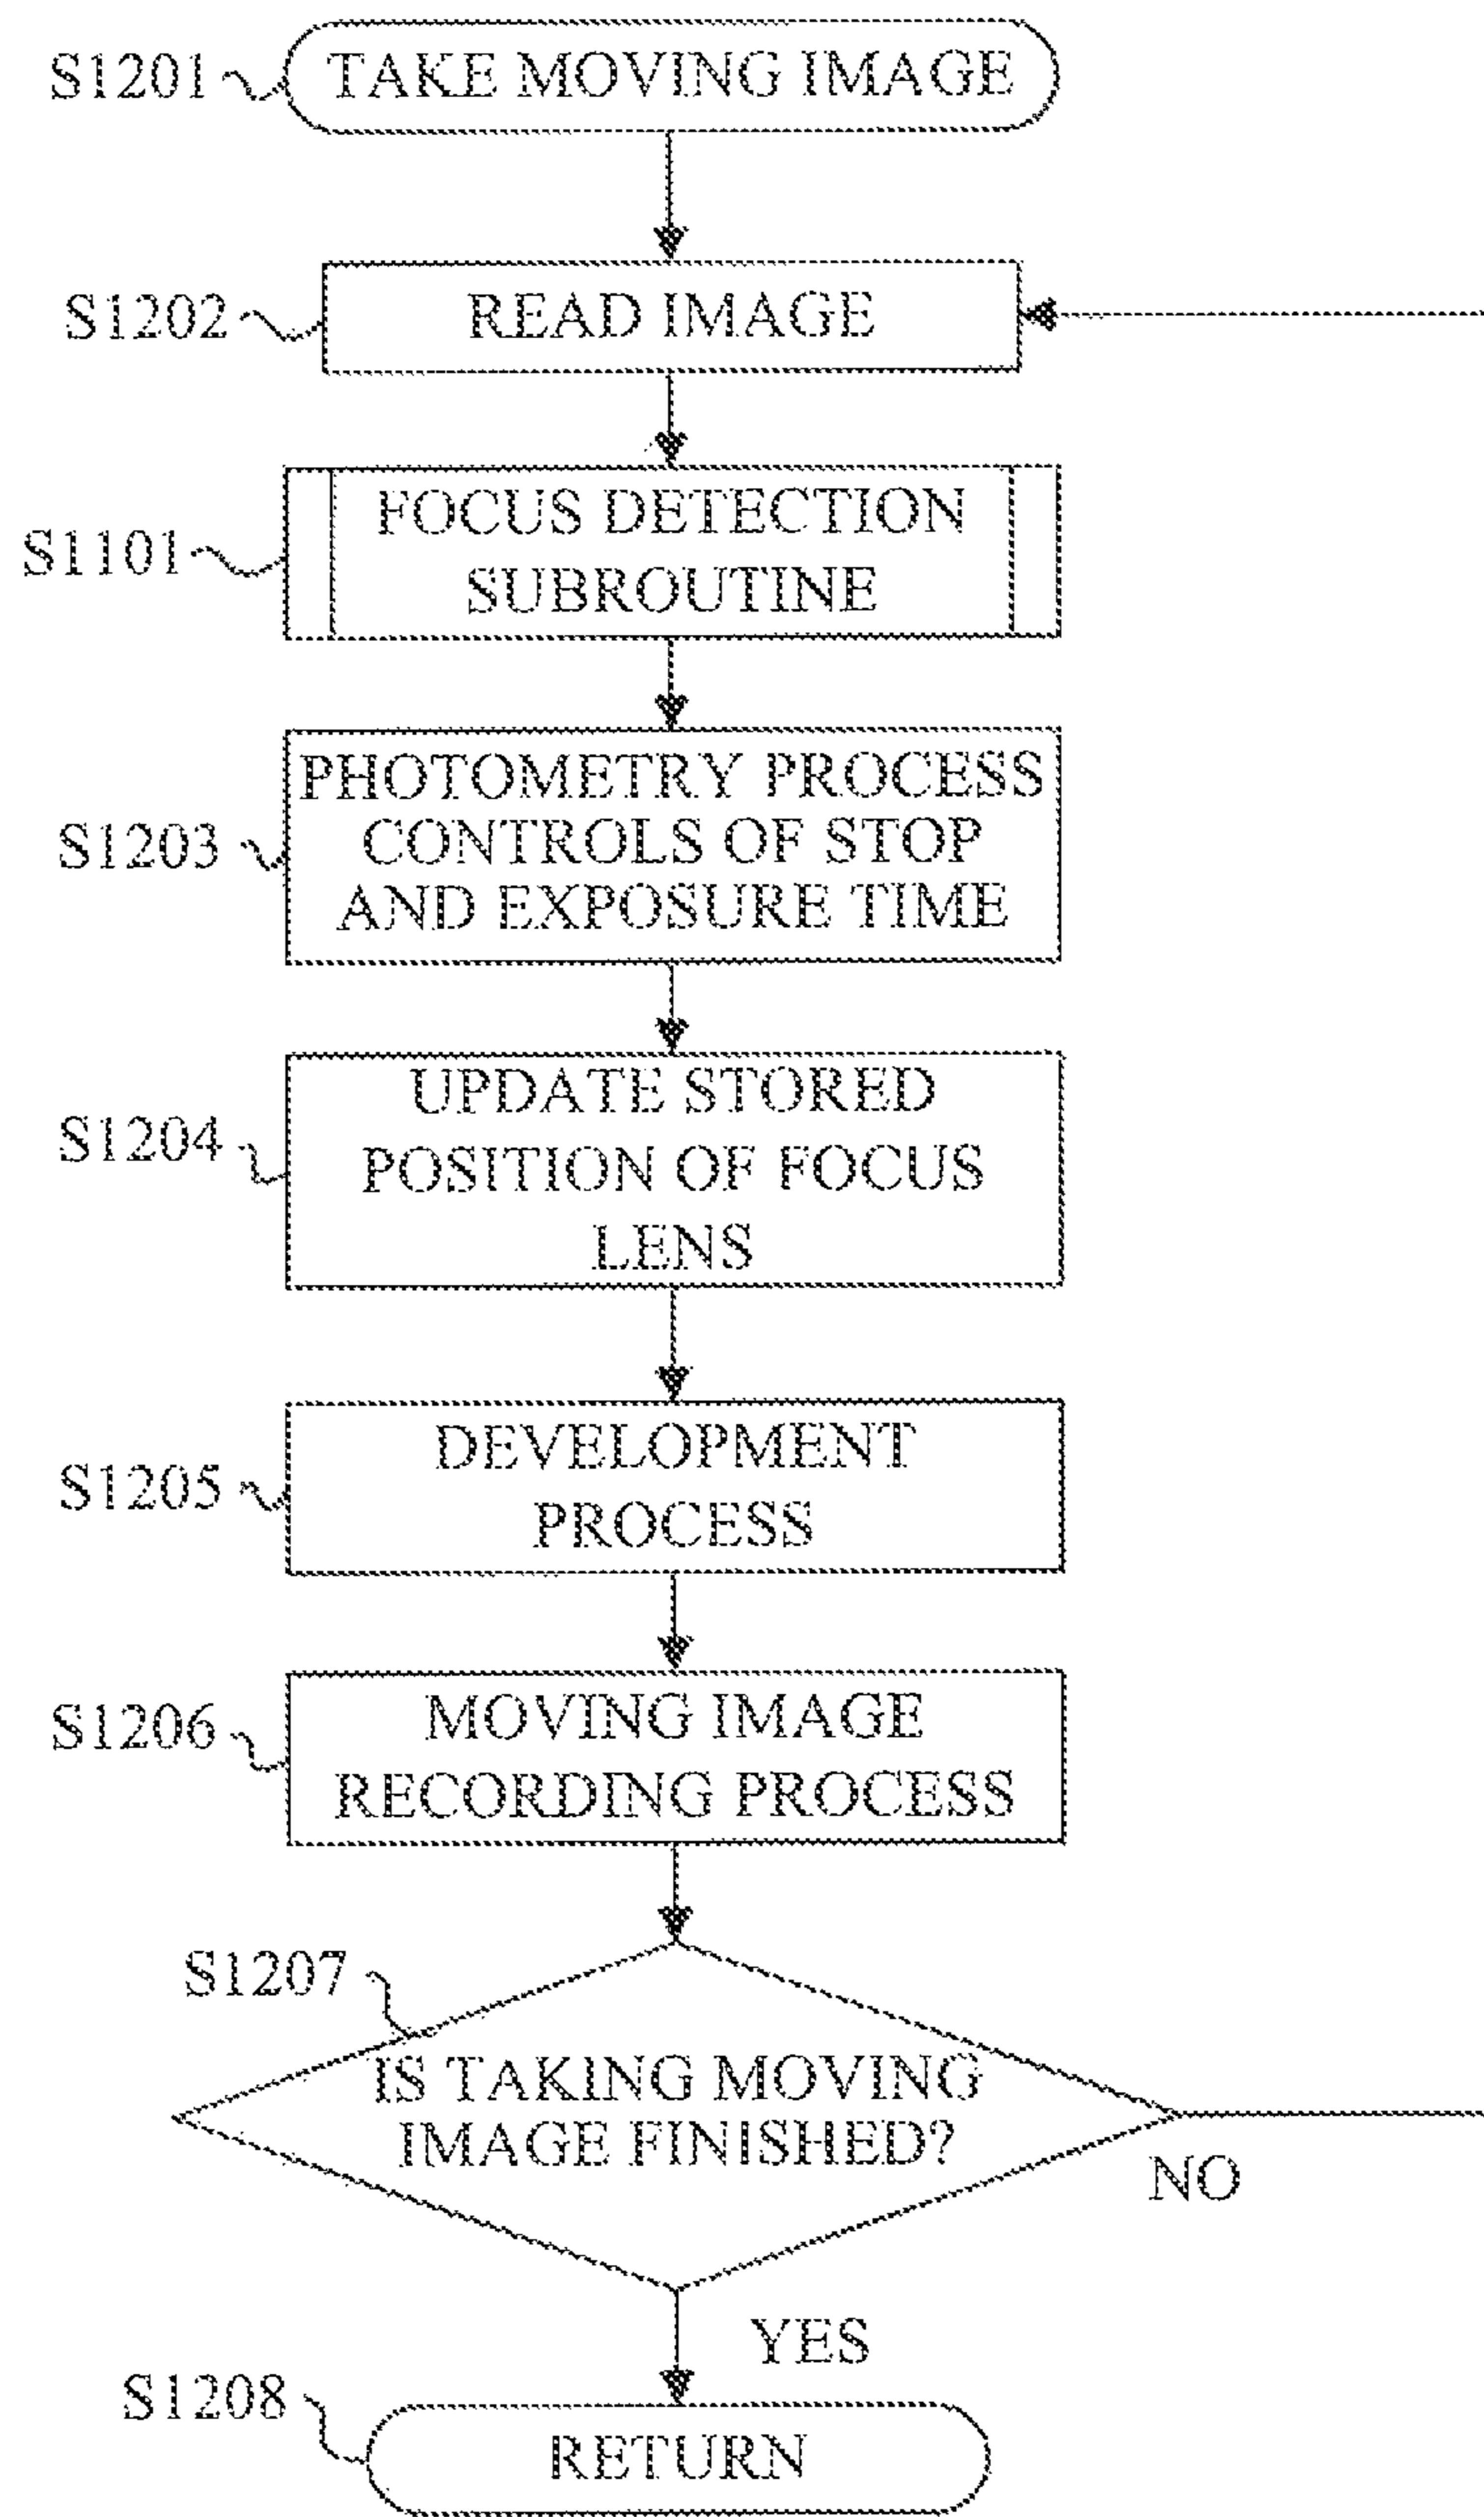 S1201
TAKE MOVING IMAGE
S1202
READ IMAGE
S1101
FOCUS DETECTION
SUBROUTINE
S1203
PHOTOMETRY PROCESS
CONTROLS OF STOP
AND EXPOSURE TIME
S1204
UPDATE STORED
POSITION OF FOCUS
LENS
S1205
DEVELOPMENT
PROCESS
S1206
MOVING IMAGE
RECORDING PROCESS
S1207
IS TAKING MOVING
IMAGE FINISHED?
NO
YES
S1208
RETURN